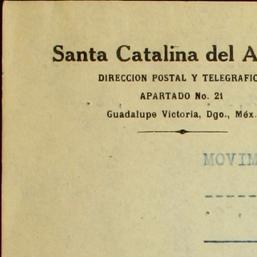 Santa Catalina del A
DIRECCION POSTAL Y TELEGRAFIC
APARTADO No. 21
Guadalupe Victoria, Dgo., Méx.
MOVIM